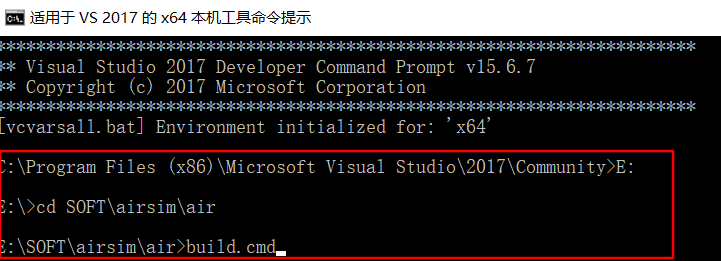 适用于 VS 2017 的 x64 本机工具命令提示
**********************************************************************
** Visual Studio 2017 Developer Command Prompt v15.6.7
** Copyright (c) 2017 Microsoft Corporation
**********************************************************************
[vcvarsall.bat] Environment initialized for: 'x64'
C:\Program Files (x86)\Microsoft Visual Studio\2017\Community>E:
E:\>cd SOFT\airsim\air
E:\SOFT\airsim\air>build.cmd